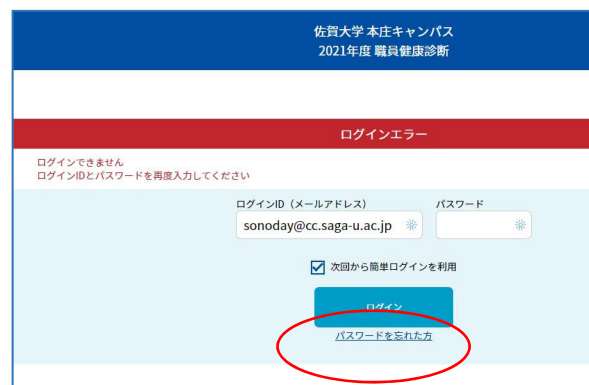 佐賀大学 本庄キャンパス
2021年度 職員健康診断
ログインエラー
ログインできません
ログインIDとパスワードを再度入力してください
ログインID（メールアドレス） パスワード
sonoday@cc.saga-u.ac.jp
次回から簡単ログインを利用
ログイン
パスワードを忘れた方